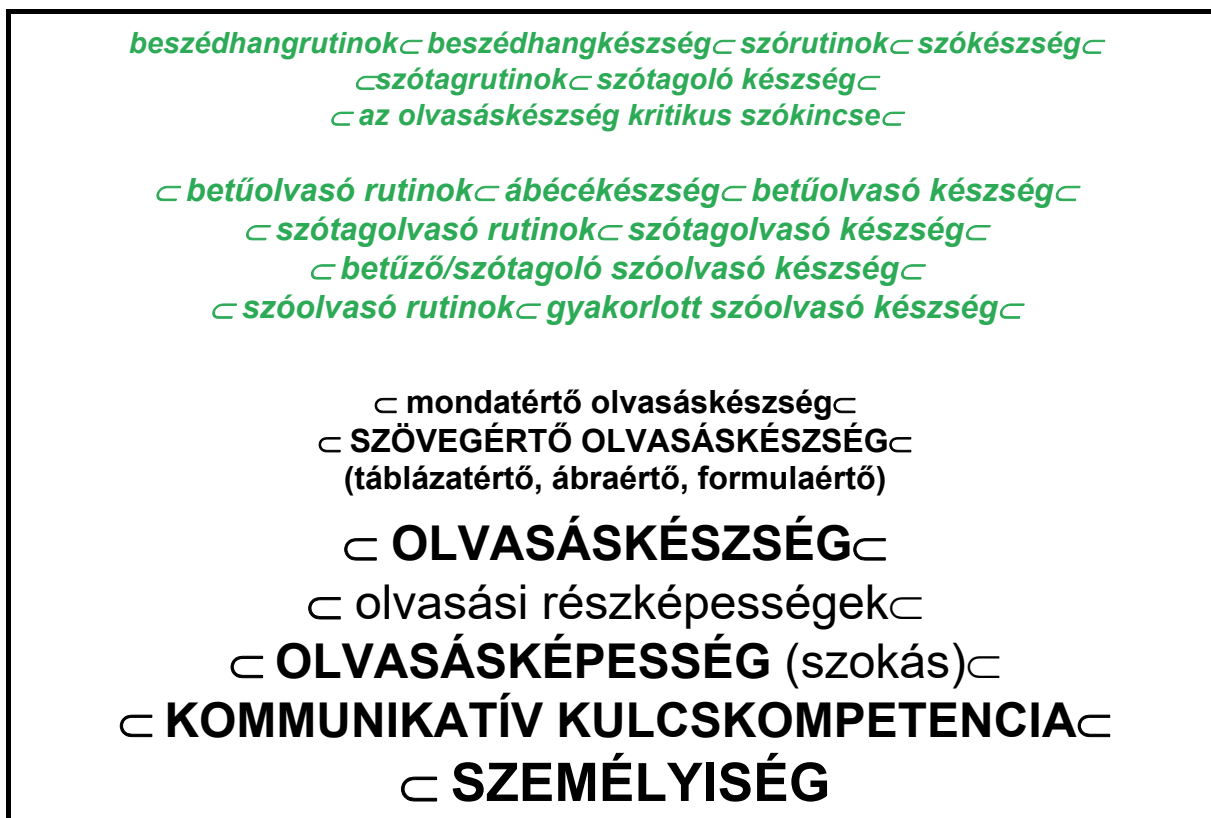 beszédhangrutinok⊂ beszédhangkészség⊂ szórutinok⊂ szókészség⊂
⊂szótagrutinok⊂ szótagoló készség⊂
⊂ az olvasáskészség kritikus szókincse⊂
⊂ betűolvasó rutinok⊂ ábécékészség⊂ betűolvasó készség⊂
⊂ szótagolvasó rutinok⊂ szótagolvasó készség⊂
⊂ betűző/szótagoló szóolvasó készség⊂
⊂ szóolvasó rutinok⊂ gyakorlott szóolvasó készség⊂
⊂ mondatértő olvasáskészség⊂
⊂ SZÖVEGÉRTŐ OLVASÁSKÉSZSÉG⊂
(táblázatértő, ábraértő, formulaértő)
⊂ OLVASÁSKÉSZSÉG⊂
⊂ olvasási részképességek⊂
⊂ OLVASÁSKÉPESSÉG (szokás)⊂
⊂ KOMMUNIKATÍV KULCSKOMPETENCIA⊂
⊂ SZEMÉLYISÉG